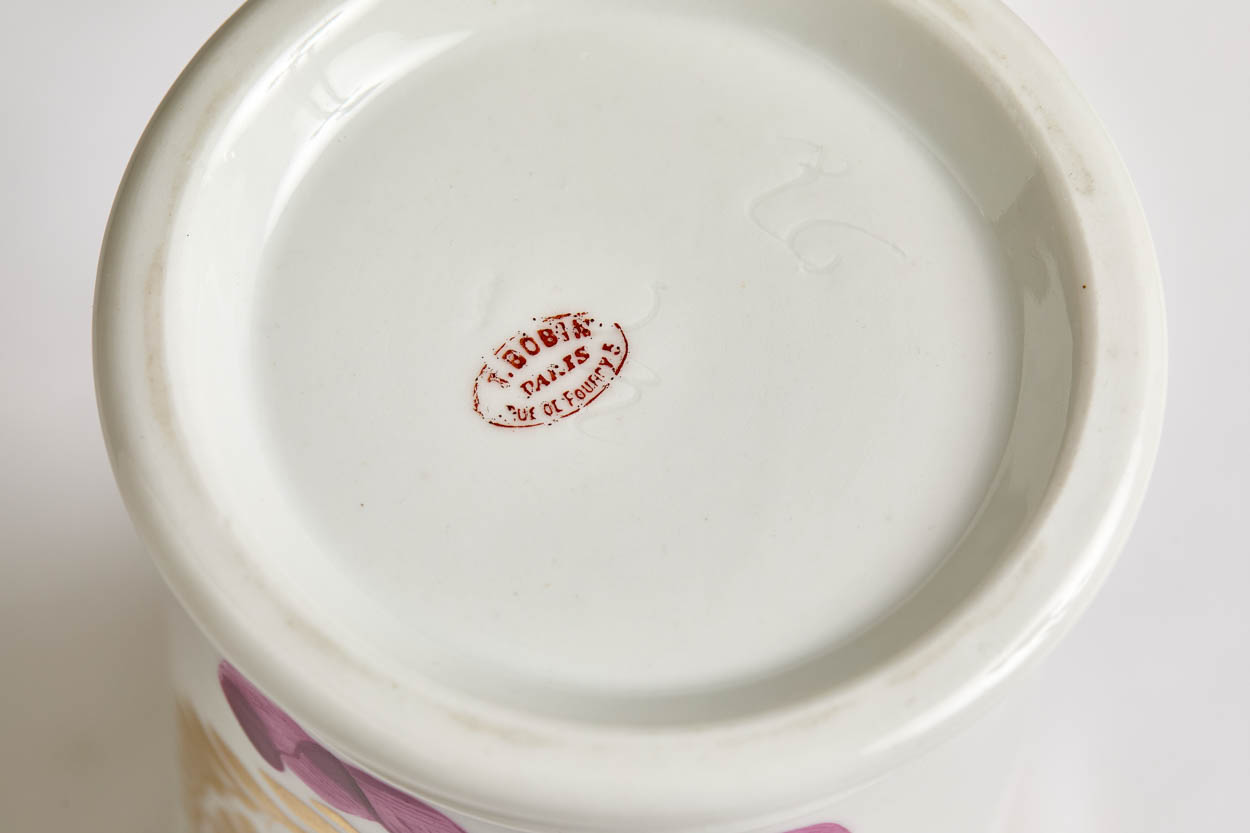 T. BOBIN
PARIS
RUE DE FOURCY 5